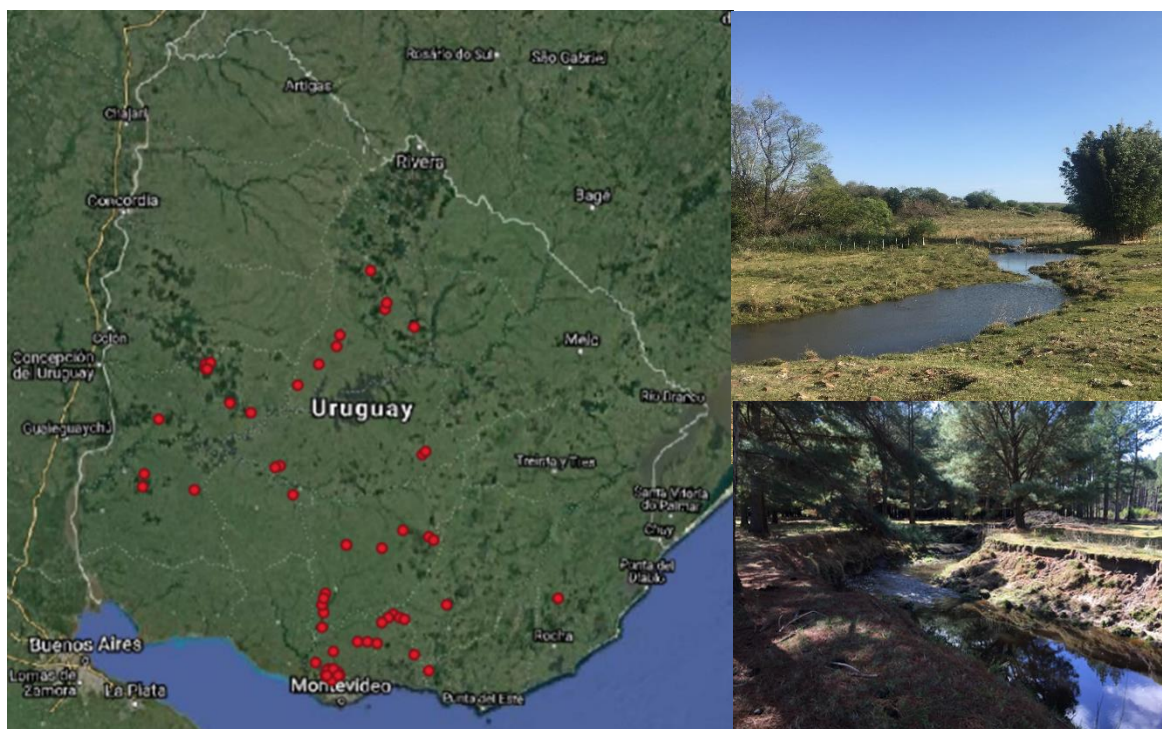 Rosário do Sul
São Gabriel
Artigas
Chajarí
Rivera
Bagé
Concordia
Colón
Melo
Concepción
del Uruguay
Río Branco
Uruguay
Gualeguaychú
Treinta y Tres
Santa Vitória
do Palmar
Chuy
Punta del
Diablo
Rocha
Buenos Aires
Lomas de
Zamora
La Plata
Montevideo
Punta del Este